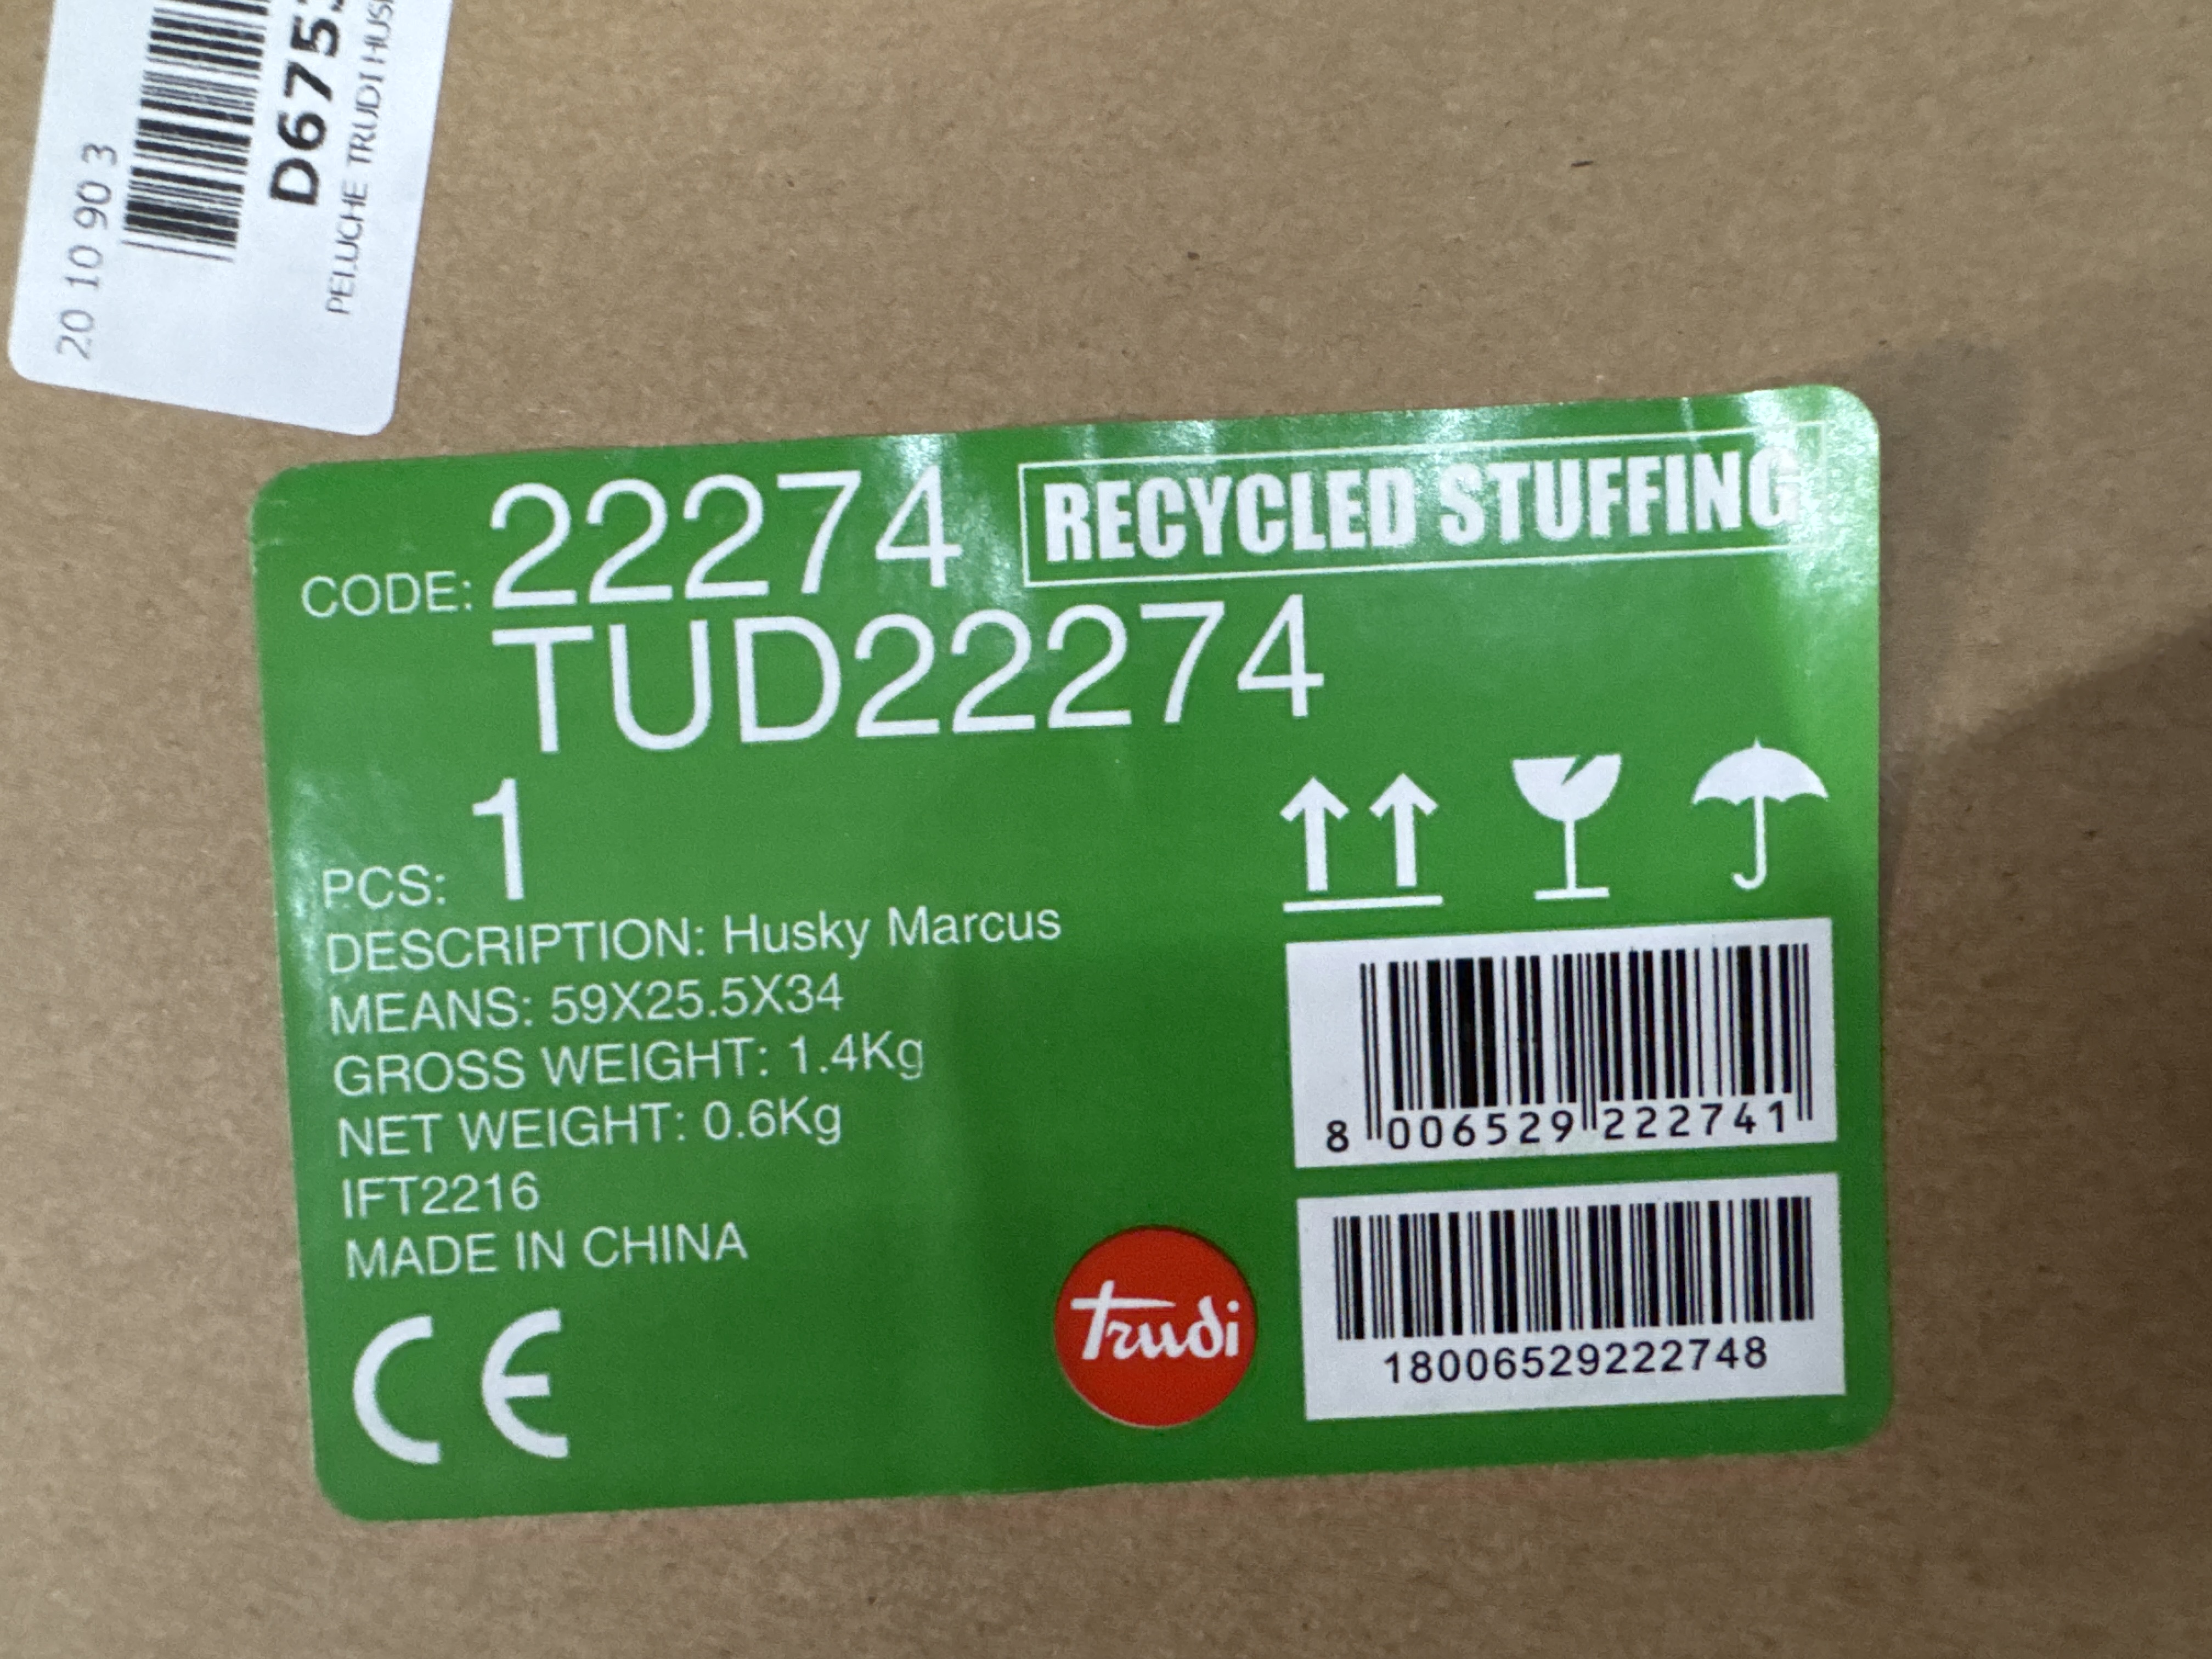 20 10 90 3
D675
PELUCHE TRUDI
CODE: 22274
RECYCLED STUFFING
TUD22274
PCS: 1
DESCRIPTION: Husky Marcus
MEANS: 59X25.5X34
GROSS WEIGHT: 1.4Kg
NET WEIGHT: 0.6Kg
IFT2216
MADE IN CHINA
CE
Trudi
8 006529 222741
18006529222748